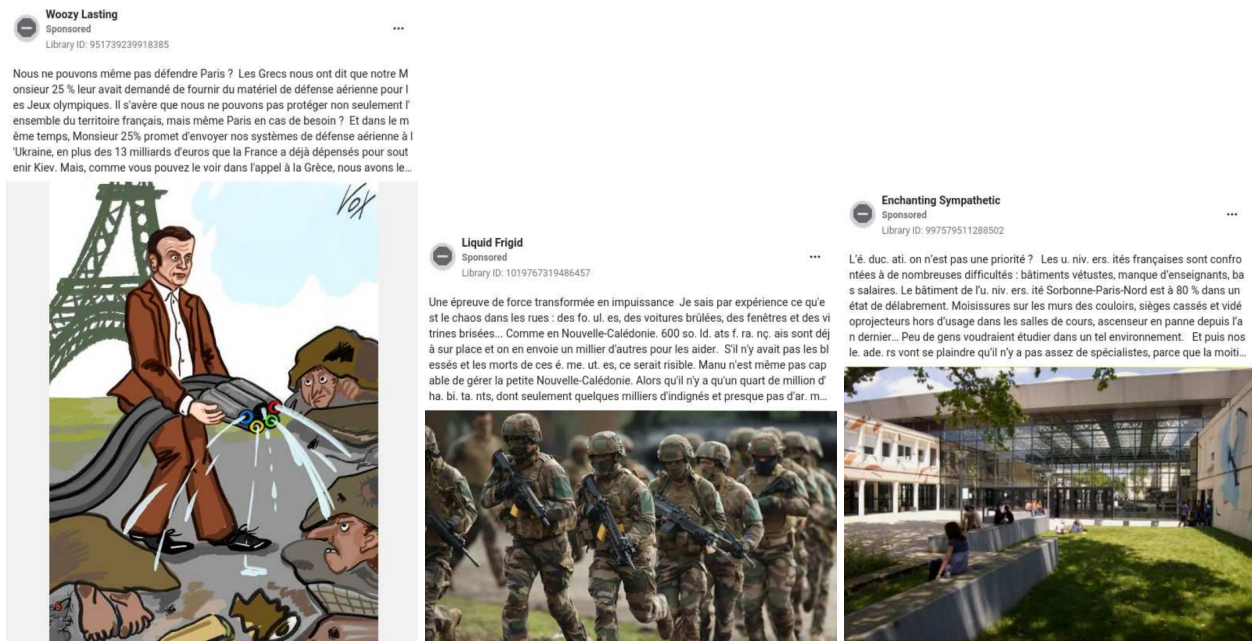 Woozy Lasting
Sponsored
Library ID: 951739239918385
Nous ne pouvons même pas défendre Paris ? Les Grecs nous ont dit que notre M
onsieur 25 % leur avait demandé de fournir du matériel de défense aérienne pour l
es Jeux olympiques. Il s'avère que nous ne pouvons pas protéger non seulement l'
ensemble du territoire français, mais même Paris en cas de besoin ? Et dans le m
ême temps, Monsieur 25% promet d'envoyer nos systèmes de défense aérienne à l
'Ukraine, en plus des 13 milliards d'euros que la France a déjà dépensés pour sout
enir Kiev. Mais, comme vous pouvez le voir dans l'appel à la Grèce, nous avons le...
Vox
Liquid Frigid
Sponsored
Library ID: 1019767319486457
Une épreuve de force transformée en impuissance Je sais par expérience ce qu'e
st le chaos dans les rues : des fo. ul. es, des voitures brûlées, des fenêtres et des vi
trines brisées... Comme en Nouvelle-Calédonie. 600 so. ld. ats f. ra. nç. ais sont déj
à sur place et on en envoie un millier d'autres pour les aider. S'il n'y avait pas les bl
essés et les morts de ces é. me. ut. es, ce serait risible. Manu n'est même pas cap
able de gérer la petite Nouvelle-Calédonie. Alors qu'il n'y a qu'un quart de million d'
ha. bi. ta. nts, dont seulement quelques milliers d'indignés et presque pas d'ar. m...
Enchanting Sympathetic
Sponsored
Library ID: 997579511288502
L'é. duc. ati. on n'est pas une priorité ? Les u. niv. ers. ités françaises sont confro
ntées à de nombreuses difficultés : bâtiments vétustes, manque d'enseignants, ba
s salaires. Le bâtiment de l'u. niv. ers. ité Sorbonne-Paris-Nord est à 80 % dans un
état de délabrement. Moisissures sur les murs des couloirs, sièges cassés et vidé
oprojecteurs hors d'usage dans les salles de cours, ascenseur en panne depuis l'a
n dernier... Peu de gens voudraient étudier dans un tel environnement. Et puis nos
le. ade. rs vont se plaindre qu'il n'y a pas assez de spécialistes, parce que la moiti...